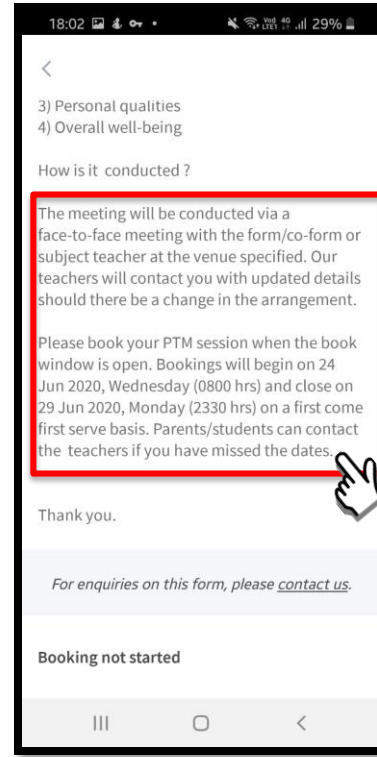 18:02
Vo) 4G .ıll 29%
LTE1
3) Personal qualities
4) Overall well-being
How is it conducted ?
The meeting will be conducted via a
face-to-face meeting with the form/co-form or
subject teacher at the venue specified. Our
teachers will contact you with updated details
should there be a change in the arrangement.
Please book your PTM session when the book
window is open. Bookings will begin on 24
Jun 2020, Wednesday (0800 hrs) and close on
29 Jun 2020, Monday (2330 hrs) on a first come
first serve basis. Parents/students can contact
the teachers if you have missed the dates.
Thank you.
For enquiries on this form, please contact us.
Booking not started